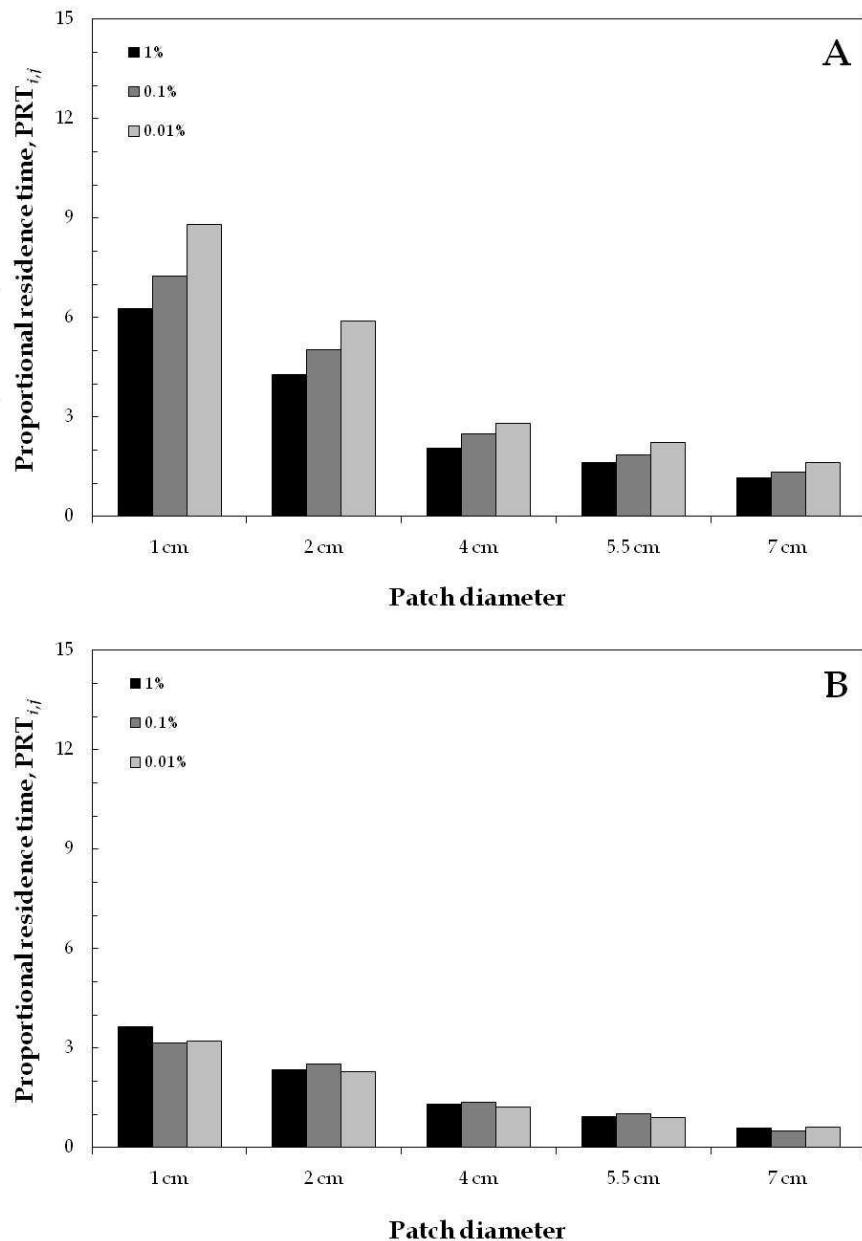 15
12
9
6
3
0
Proportional residence time, PRTi,j
A
1%
0.1%
0.01%
1 cm 2 cm 4 cm 5.5 cm 7 cm
Patch diameter
15
12
9
6
3
0
Proportional residence time, PRTi,j
B
1%
0.1%
0.01%
1 cm 2 cm 4 cm 5.5 cm 7 cm
Patch diameter